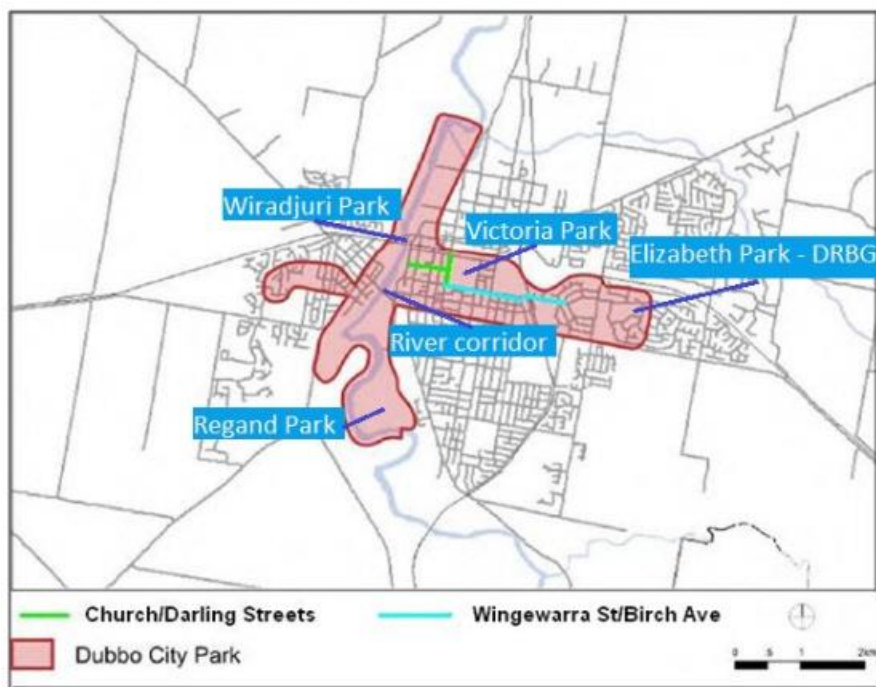 Wiradjuri Park
Victoria Park
Elizabeth Park - DRBG
River corridor
Regand Park
Church/Darling Streets
Wingewarra St/Birch Ave
Dubbo City Park
0 .5 1 2km